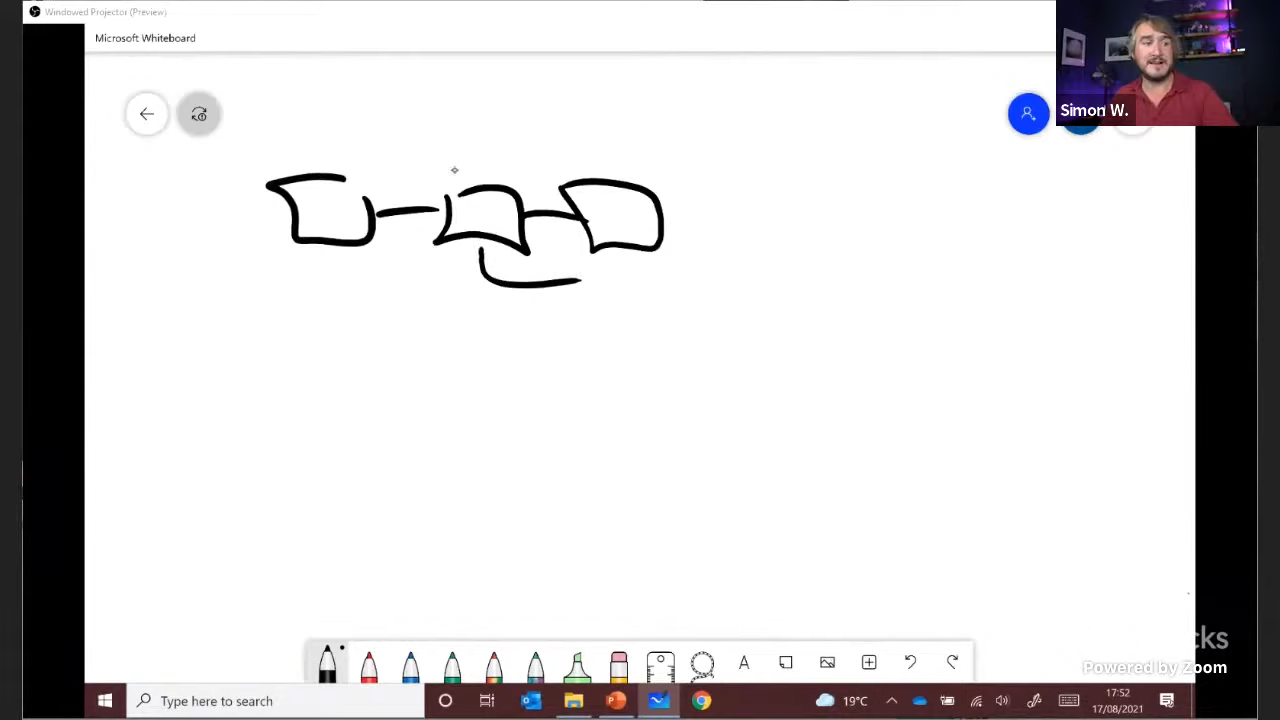 Windowed Projector (Preview)
Microsoft Whiteboard
Simon W.
cks
Powered by Zoom
A
Type here to search
19°C
17:52
17/08/2021